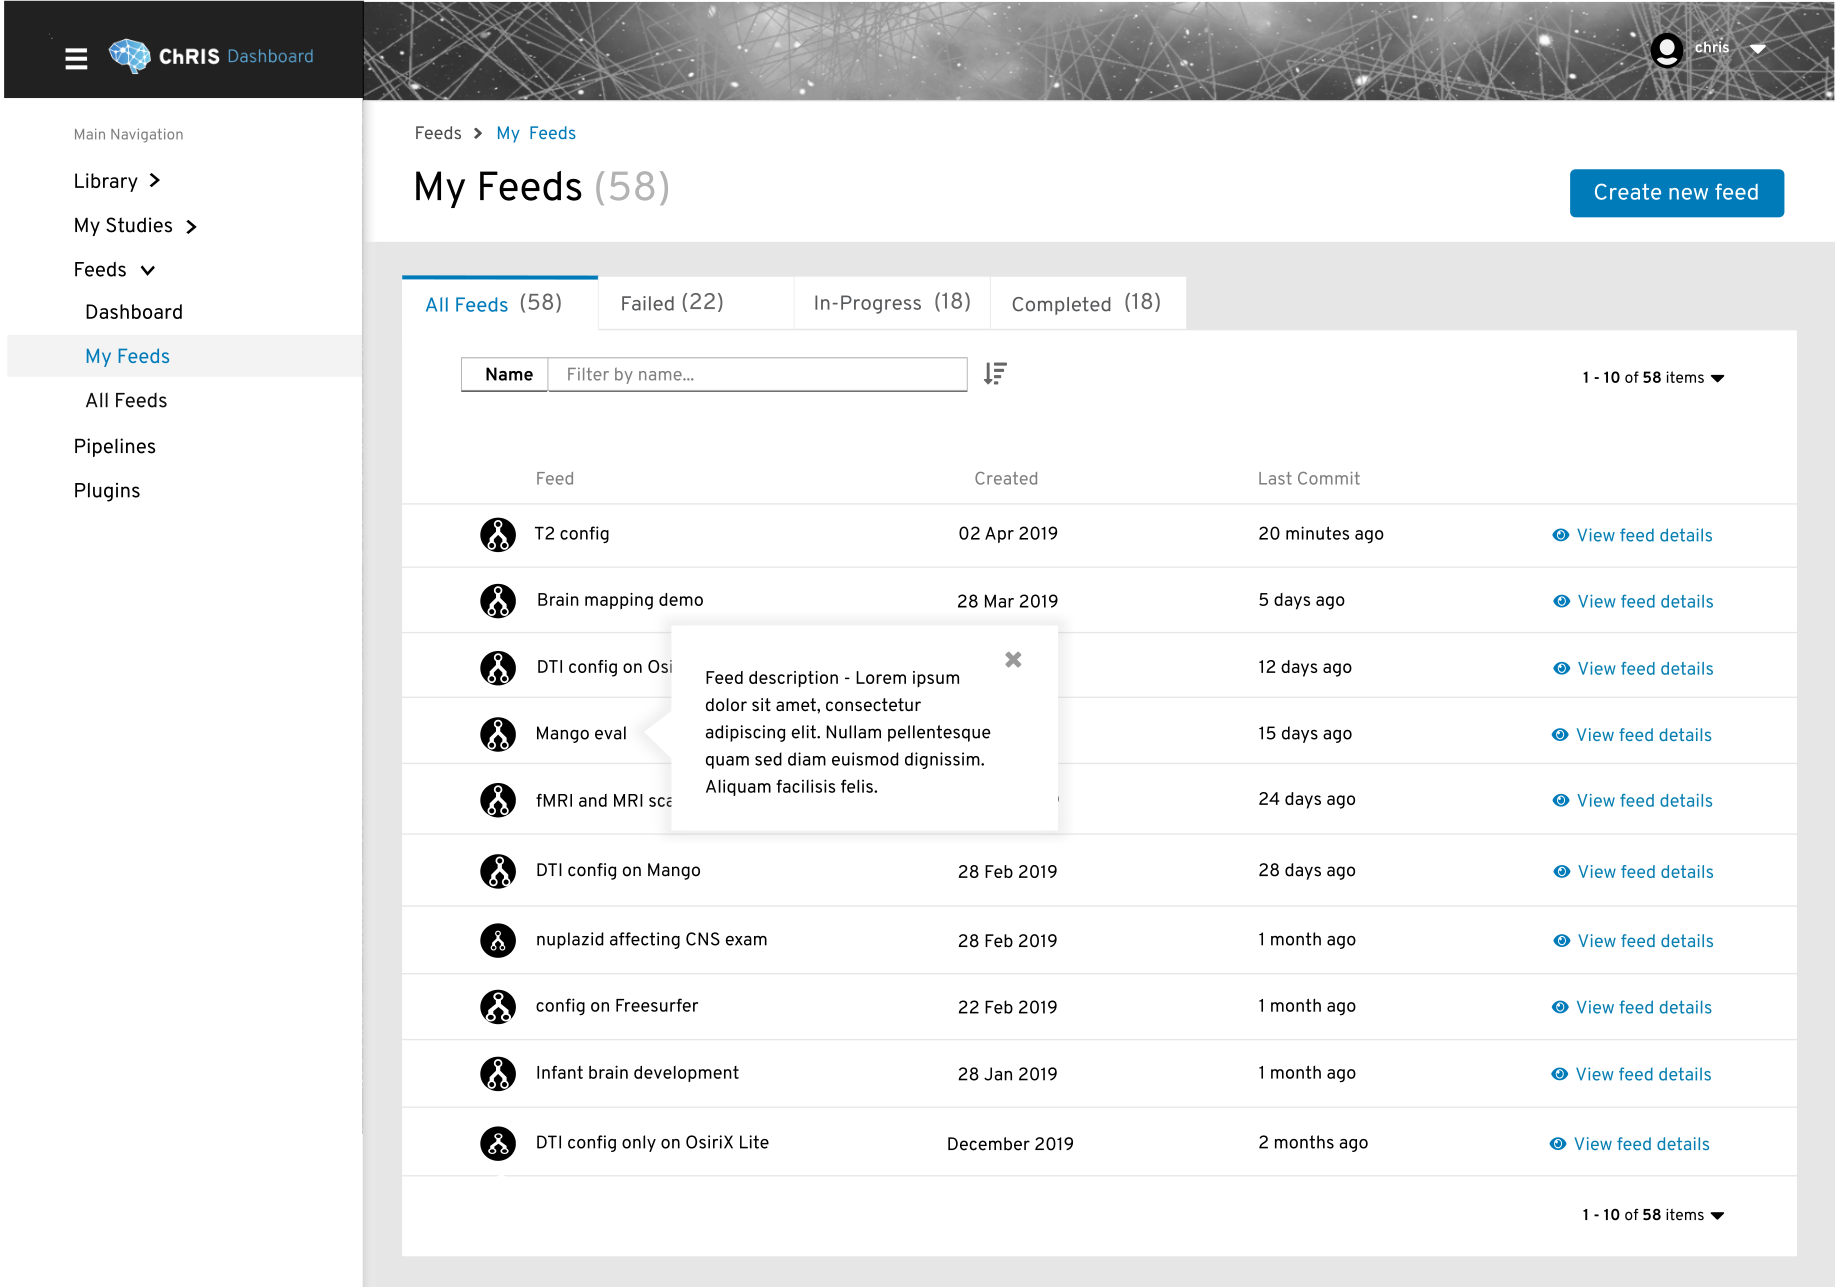 ChRIS Dashboard
chris
Main Navigation
Library
My Studies
Feeds
Dashboard
My Feeds
All Feeds
Pipelines
Plugins
Feeds > My Feeds
My Feeds (58)
Create new feed
All Feeds (58)
Failed (22)
In-Progress (18)
Completed (18)
Name
Filter by name...
1 - 10 of 58 items
Feed Created Last Commit
T2 config 02 Apr 2019 20 minutes ago View feed details
Brain mapping demo 28 Mar 2019 5 days ago View feed details
DTI config on 12 days ago View feed details
Mango eval 15 days ago View feed details
fMRI and MRI 24 days ago View feed details
Feed description - Lorem ipsum
dolor sit amet, consectetur
adipiscing elit. Nullam pellentesque
quam sed diam euismod dignissim.
Aliquam facilisis felis.
DTI config on Mango 28 Feb 2019 28 days ago View feed details
nuplazid affecting CNS exam 28 Feb 2019 1 month ago View feed details
config on Freesurfer 22 Feb 2019 1 month ago View feed details
Infant brain development 28 Jan 2019 1 month ago View feed details
DTI config only on OsiriX Lite December 2019 2 months ago View feed details
1 - 10 of 58 items